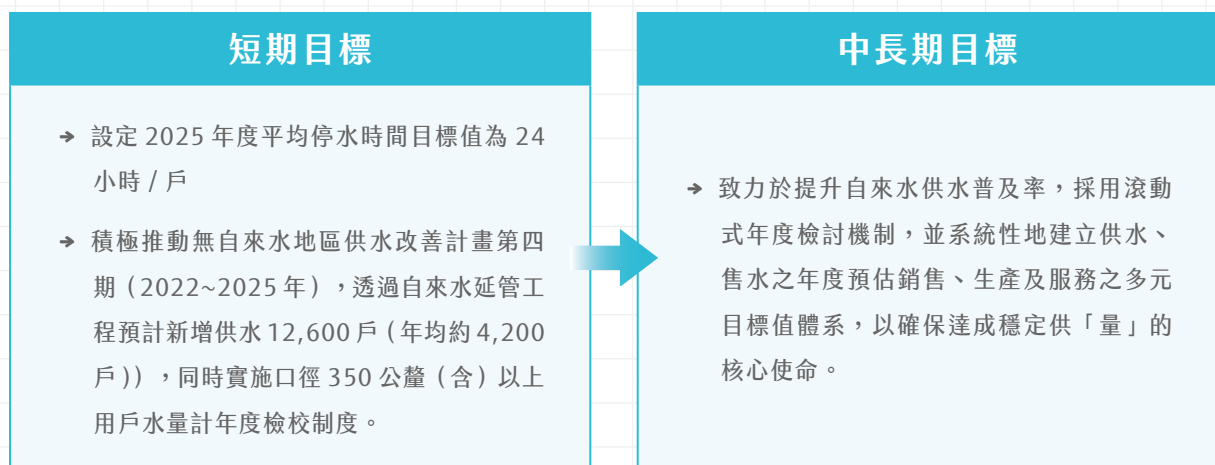 短期目標
→ 設定 2025 年度平均停水時間目標值為 24
小時 / 戶
→ 積極推動無自來水地區供水改善計畫第四
期（2022~2025 年），透過自來水延管工
程預計新增供水 12,600 戶（年均約 4,200
戶)），同時實施口徑 350 公釐（含）以上
用戶水量計年度檢校制度。
中長期目標
→ 致力於提升自來水供水普及率，採用滾動
式年度檢討機制，並系統性地建立供水、
售水之年度預估銷售、生產及服務之多元
目標值體系，以確保達成穩定供「量」的
核心使命。